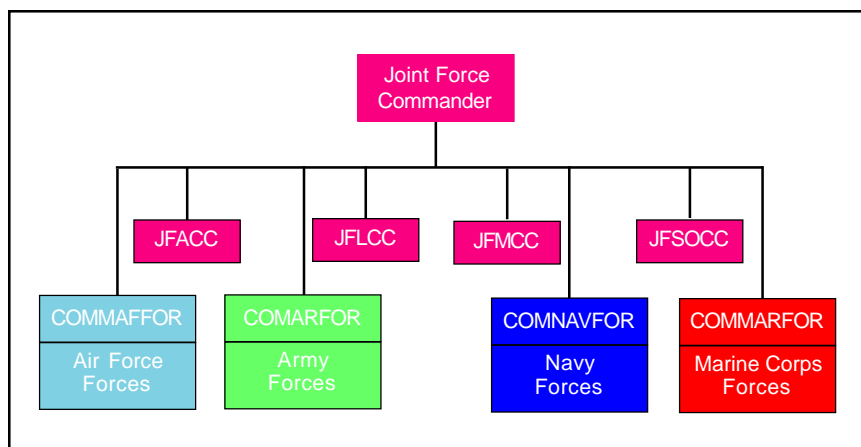 Joint Force
Commander
JFACC
JFLCC
JFMCC
JFSOCC
COMMAFFOR
COMARFOR
COMNAVFOR
COMMARFOR
Air Force
Forces
Army
Forces
Navy
Forces
Marine Corps
Forces